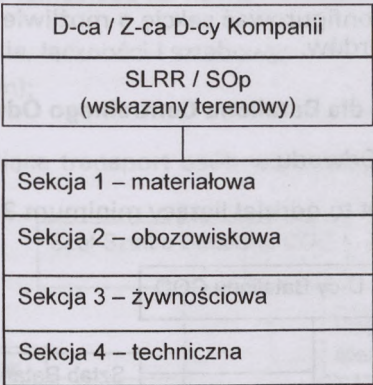 D-ca / Z-ca D-cy Kompanii
SLRR / SOp
(wskazany terenowy)
Sekcja 1 – materiałowa
Sekcja 2 – obozowiskowa
Sekcja 3 – żywnościowa
Sekcja 4 – techniczna